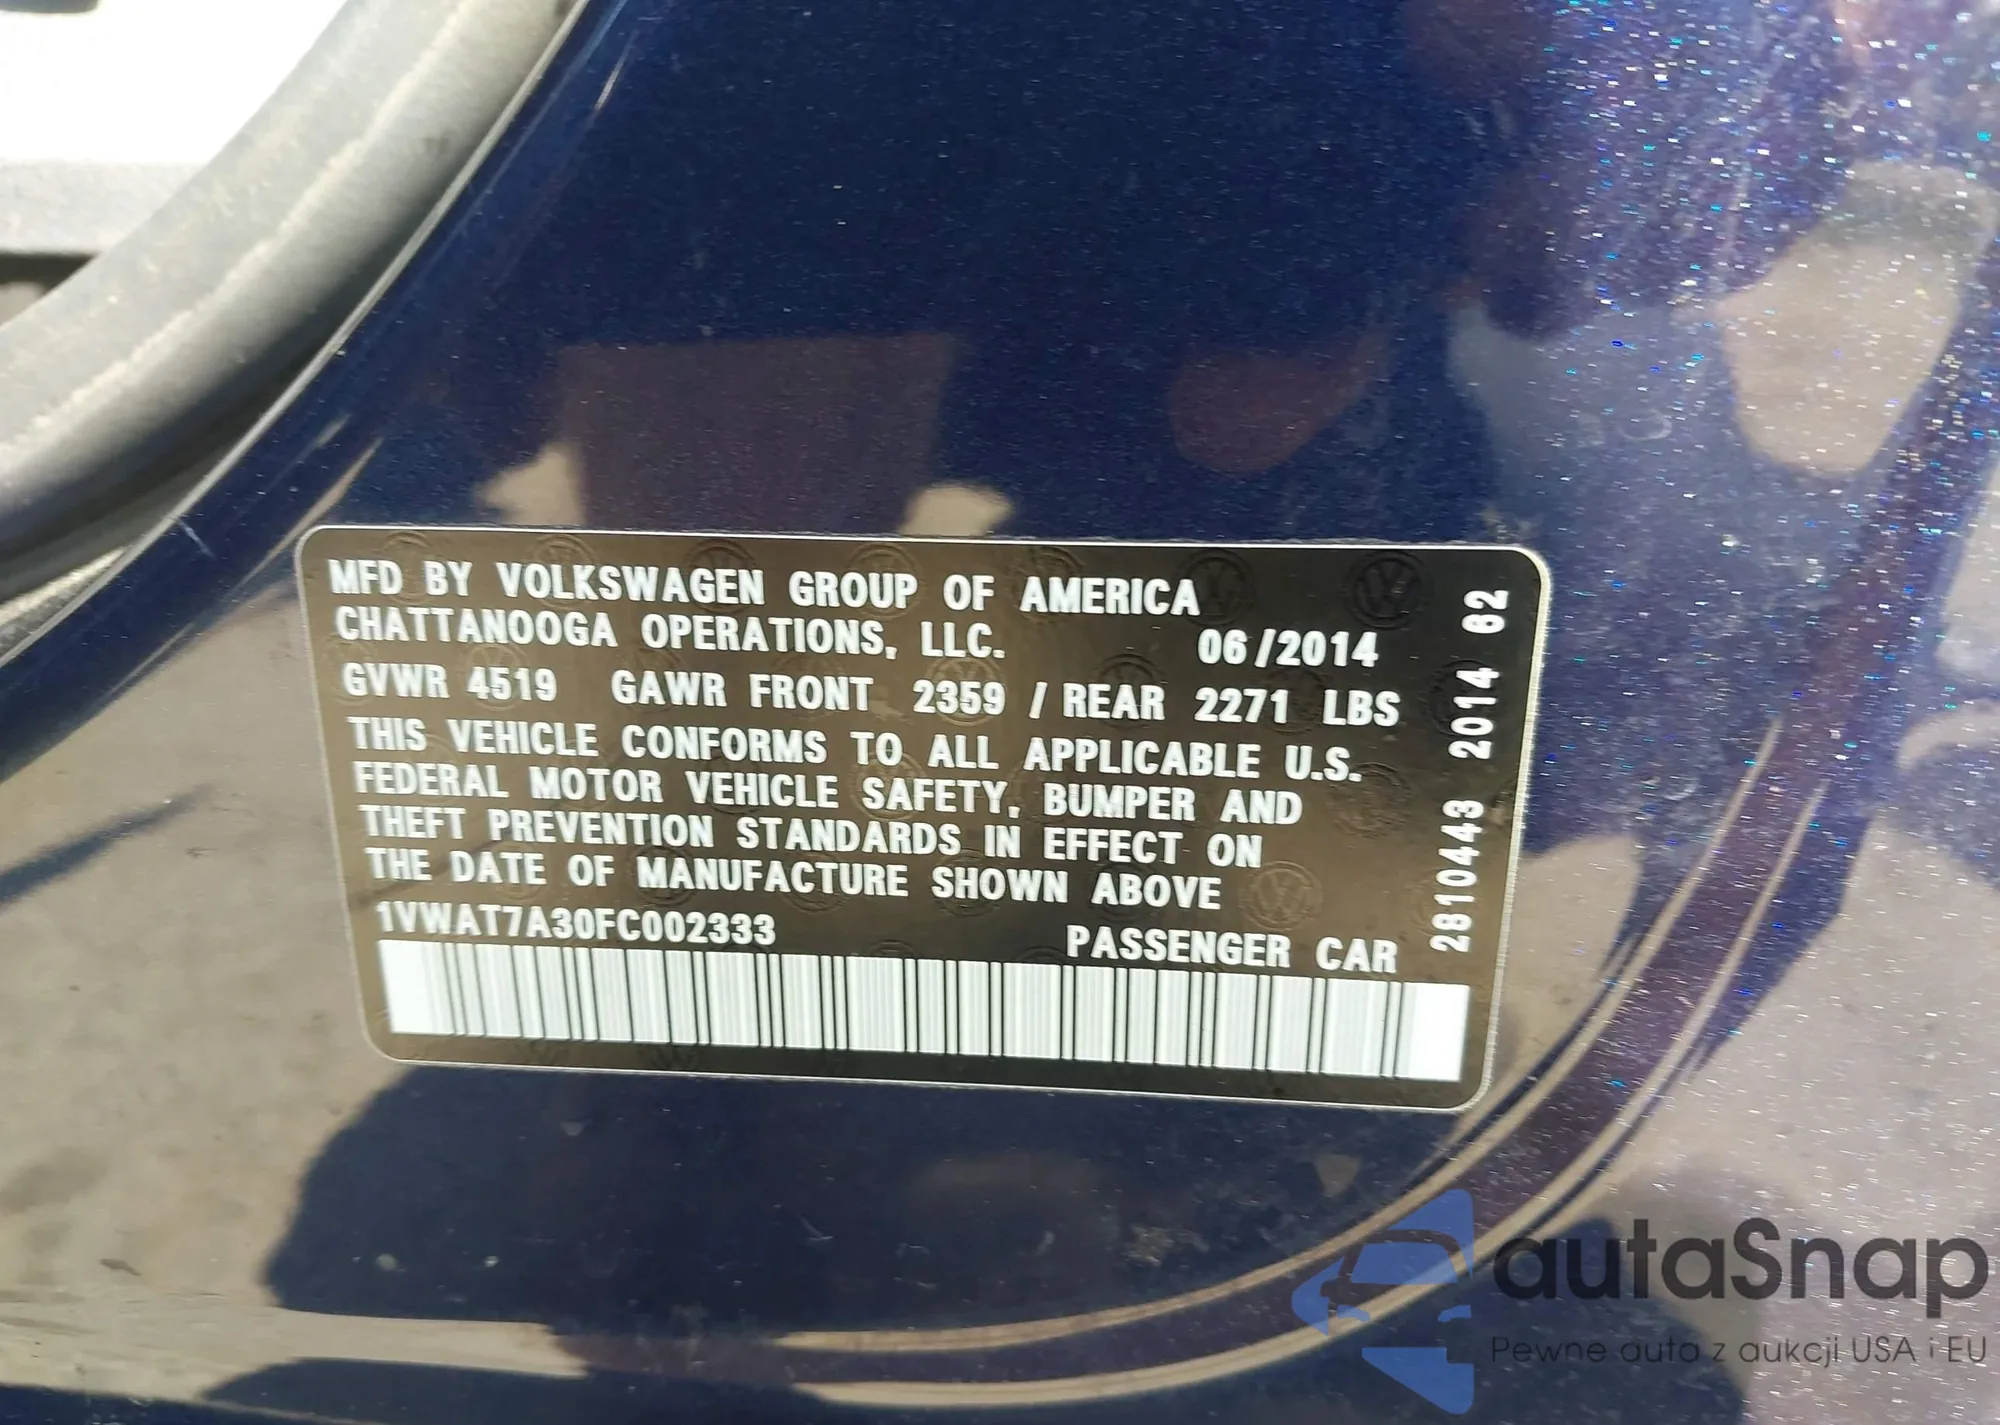 MFD BY VOLKSWAGEN GROUP OF AMERICA
CHATTANOOGA OPERATIONS, LLC. 06/2014
GVWR 4519 GAWR FRONT 2359 / REAR 2271 LBS
THIS VEHICLE CONFORMS TO ALL APPLICABLE U.S.
FEDERAL MOTOR VEHICLE SAFETY, BUMPER AND
THEFT PREVENTION STANDARDS IN EFFECT ON
THE DATE OF MANUFACTURE SHOWN ABOVE
1VWAT7A30FC002333 PASSENGER CAR
2810443 2014 62
autaSnap
Pewne auta z aukcji USA i EU